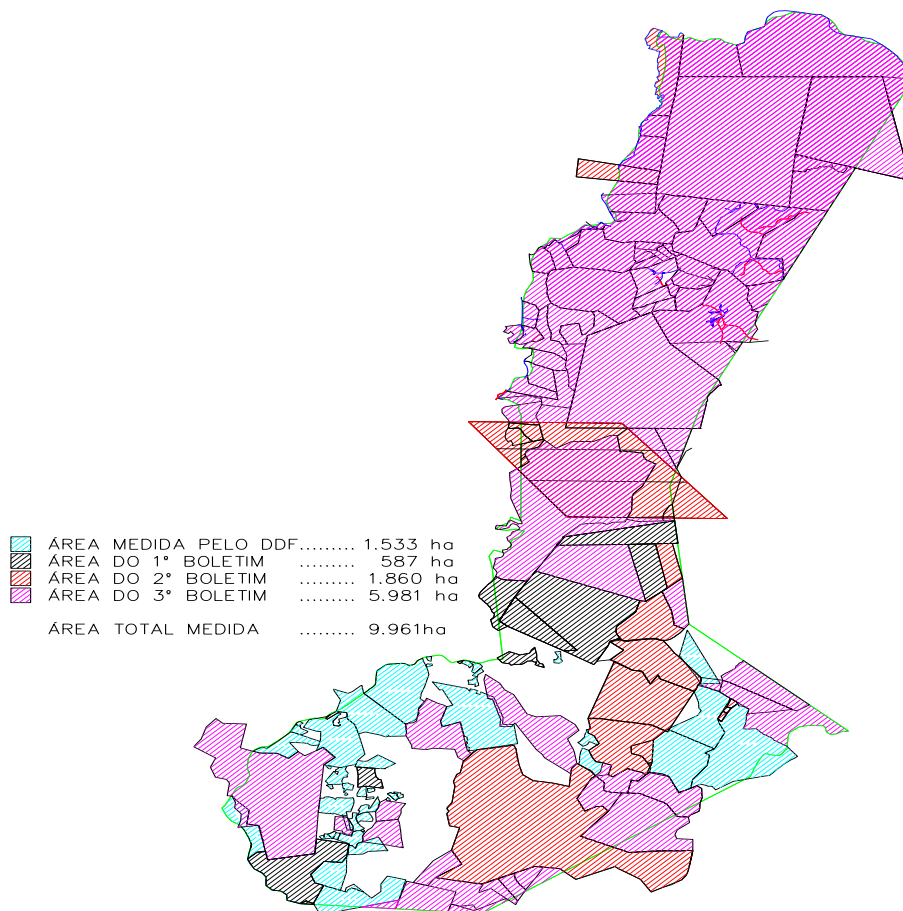 ÁREA MEDIDA PELO DDF......... 1.533 ha
ÁREA DO 1° BOLETIM ......... 587 ha
ÁREA DO 2° BOLETIM ......... 1.860 ha
ÁREA DO 3° BOLETIM ......... 5.981 ha
ÁREA TOTAL MEDIDA ......... 9.961ha